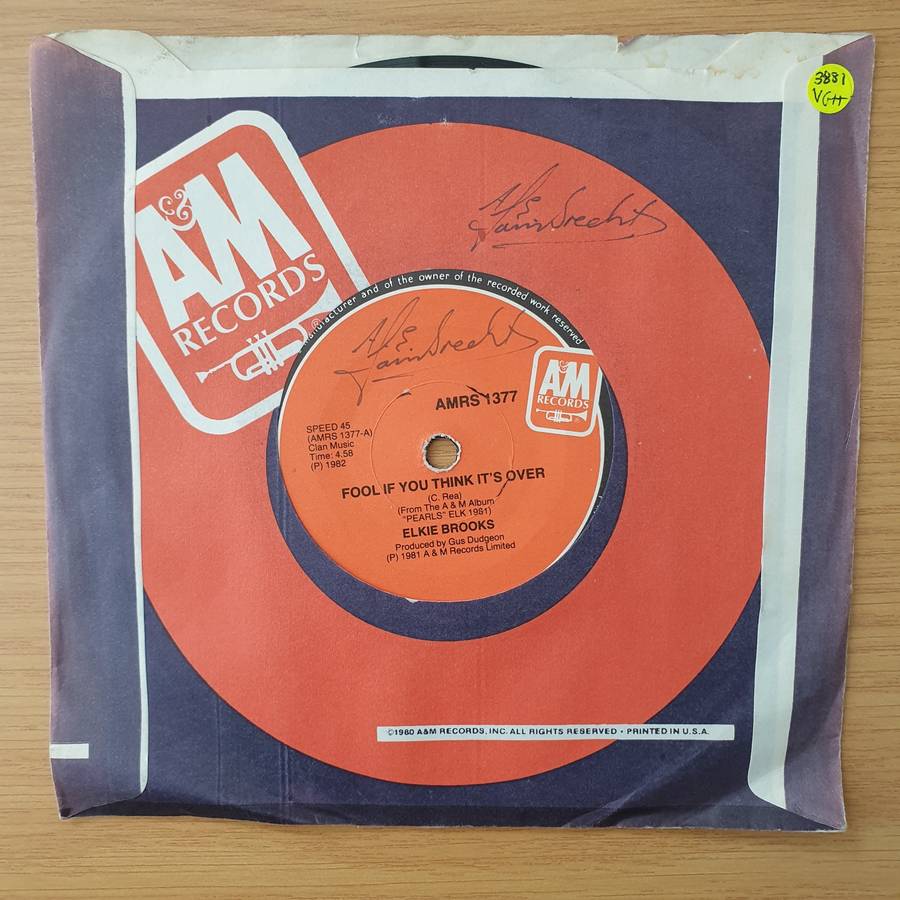 3881
VG++
A&M
RECORDS
®
manufacturer and of the owner of the recorded work reserved
A&M
RECORDS
AMRS 1377
SPEED 45
(AMRS 1377-A)
Clan Music
Time: 4.58
(P) 1982
FOOL IF YOU THINK IT'S OVER
(C. Rea)
(From The A & M Album
"PEARLS" ELK 1981)
ELKIE BROOKS
Produced by Gus Dudgeon
(P) 1981 A & M Records Limited
©1980 A&M RECORDS, INC. ALL RIGHTS RESERVED • PRINTED IN U.S.A.